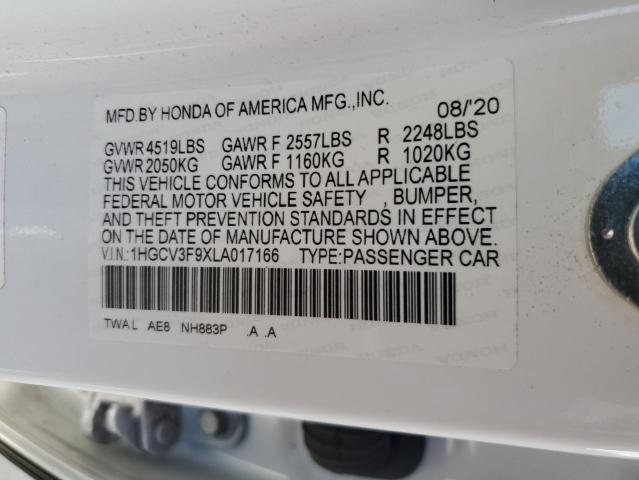 MFD.BY HONDA OF AMERICA MFG.,INC. 08/'20
GVWR 4519LBS GAWR F 2557LBS R 2248LBS
GVWR 2050KG GAWR F 1160KG R 1020KG
THIS VEHICLE CONFORMS TO ALL APPLICABLE
FEDERAL MOTOR VEHICLE SAFETY , BUMPER,
AND THEFT PREVENTION STANDARDS IN EFFECT
ON THE DATE OF MANUFACTURE SHOWN ABOVE.
V.I.N.:1HGCV3F9XLA017166 TYPE:PASSENGER CAR
TWA L AE8 NH883P .A .A